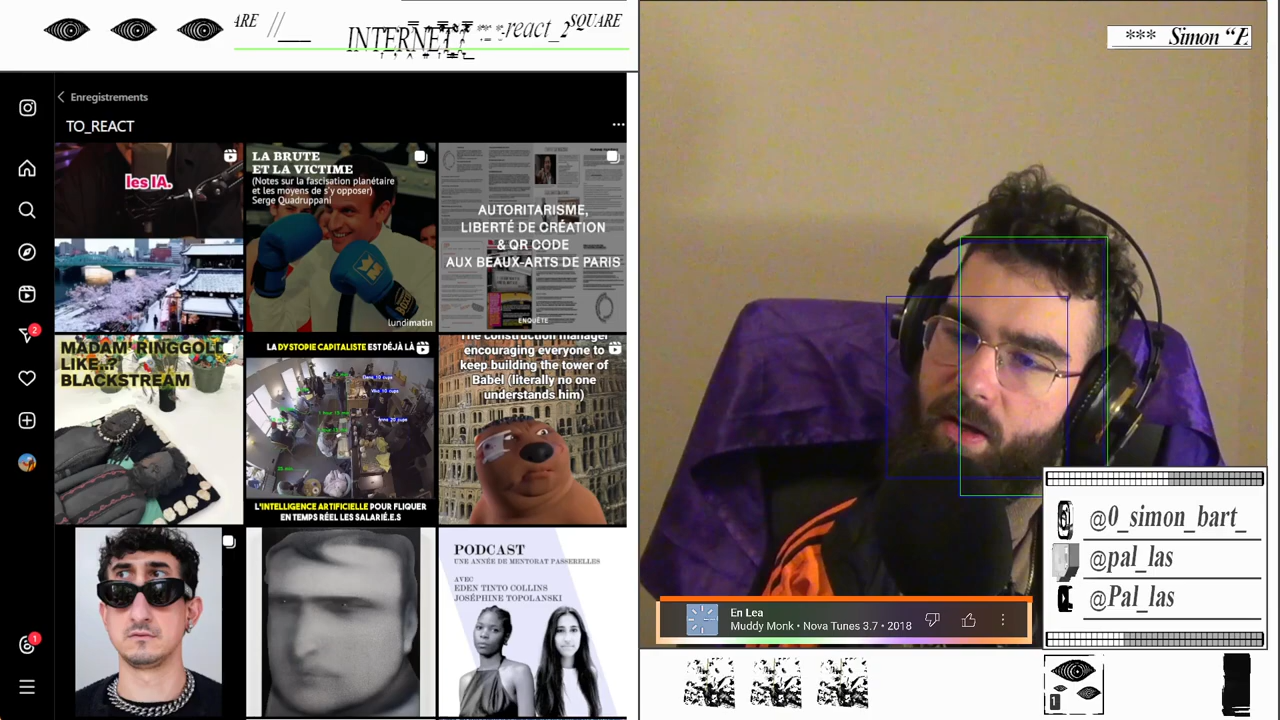 ARE //___ INTERNET? -react_2 SQUARE
*** Simon “E
Enregistrements
TO_REACT
...
les IA.
LA BRUTE
ET LA VICTIME
(Notes sur la fascisation planétaire
et les moyens de s'y opposer)
Serge Quadruppani
lundimatin
AUTORITARISME,
LIBERTÉ DE CRÉATION
& QR CODE
AUX BEAUX-ARTS DE PARIS
ENQUÊTE
2
MADAM' RINGGOLD
LIKE..?
BLACKSTREAM
LA DYSTOPIE CAPITALISTE EST DÉJÀ LÀ
L'INTELLIGENCE ARTIFICIELLE POUR FLIQUER
EN TEMPS RÉEL LES SALARIÉ.E.S
The construction manager
encouraging everyone to
keep building the tower of
Babel (literally no one
understands him)
PODCAST
UNE ANNÉE DE MENTORAT PASSERELLES
AVEC
EDEN TINTO COLLINS
JOSÉPHINE TOPOLANSKI
1
@0_simon_bart_
@pal_las
@Pal_las
En Lea
Muddy Monk • Nova Tunes 3.7 • 2018